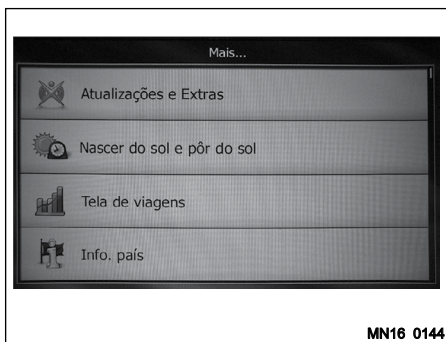 Mais...
Atualizações e Extras
Nascer do sol e pôr do sol
Tela de viagens
Info. país
MN16 0144